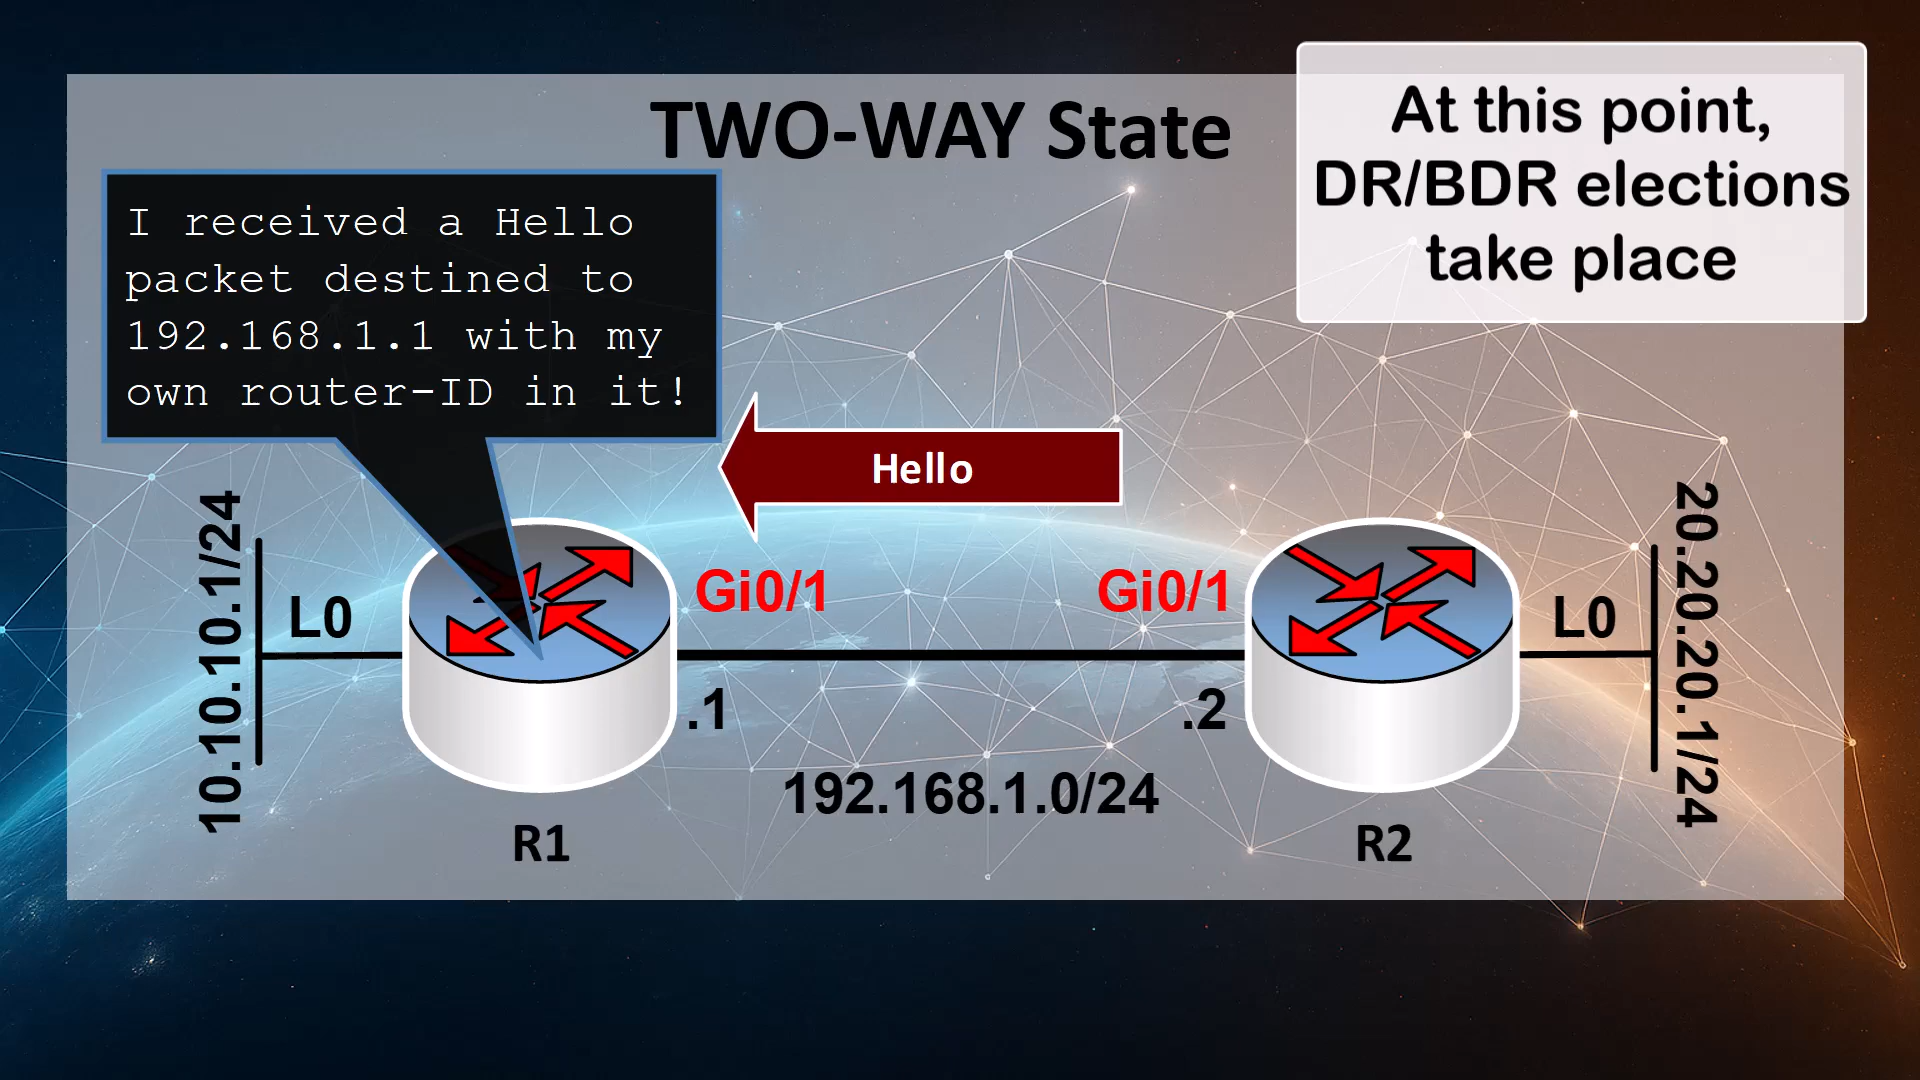 TWO-WAY State
At this point,
DR/BDR elections
take place
I received a Hello
packet destined to
192.168.1.1 with my
own router-ID in it!
Hello
10.10.10.1/24
L0
Gi0/1
Gi0/1
L0
20.20.20.1/24
.1
.2
192.168.1.0/24
R1
R2